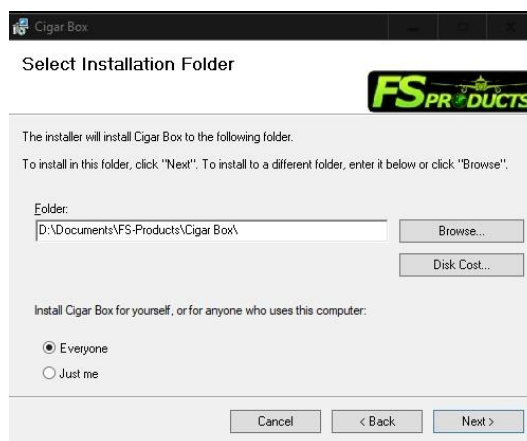 Cigar Box
Select Installation Folder
FS PRODUCTS
The installer will install Cigar Box to the following folder.
To install in this folder, click "Next". To install to a different folder, enter it below or click "Browse".
Folder:
D:\Documents\FS-Products\Cigar Box\
Browse...
Disk Cost...
Install Cigar Box for yourself, or for anyone who uses this computer:
Everyone
Just me
Cancel
< Back
Next >